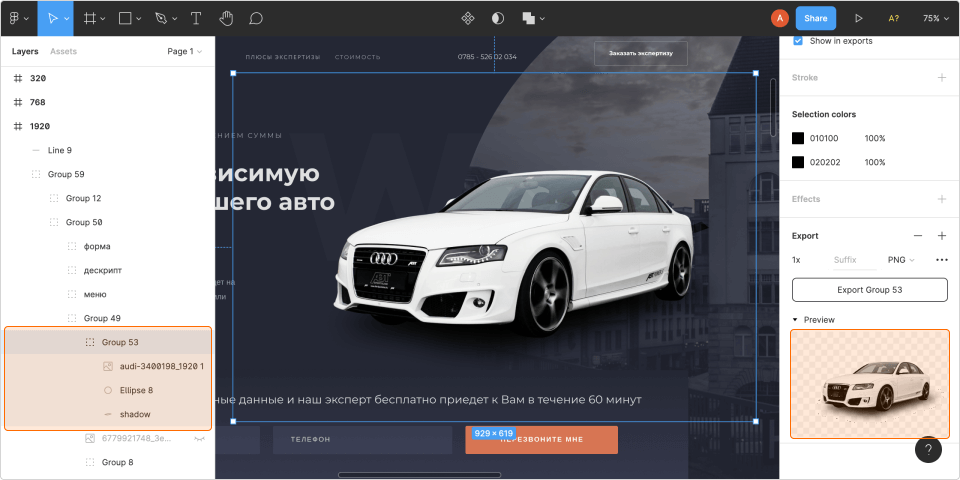 A
Share
A?
75%
Layers
Assets
Page 1
320
768
1920
Line 9
Group 59
Group 12
Group 50
форма
дескрипт
меню
Group 49
Group 53
audi-3400198_1920 1
Ellipse 8
shadow
6779921748_3e...
Group 8
ПЛЮСЫ ЭКСПЕРТИЗЫ
СТОИМОСТЬ
0785 - 526 02 034
Заказать экспертизу
НИЕМ СУММЫ
висимую
шего авто
дет на
или
ные данные и наш эксперт бесплатно приедет к Вам в течение 60 минут
ТЕЛЕФОН
ПЕРЕЗВОНИТЕ МНЕ
929 × 619
Show in exports
Stroke
Selection colors
010100 100%
020202 100%
Effects
Export
1x
Suffix
PNG
Export Group 53
Preview
?